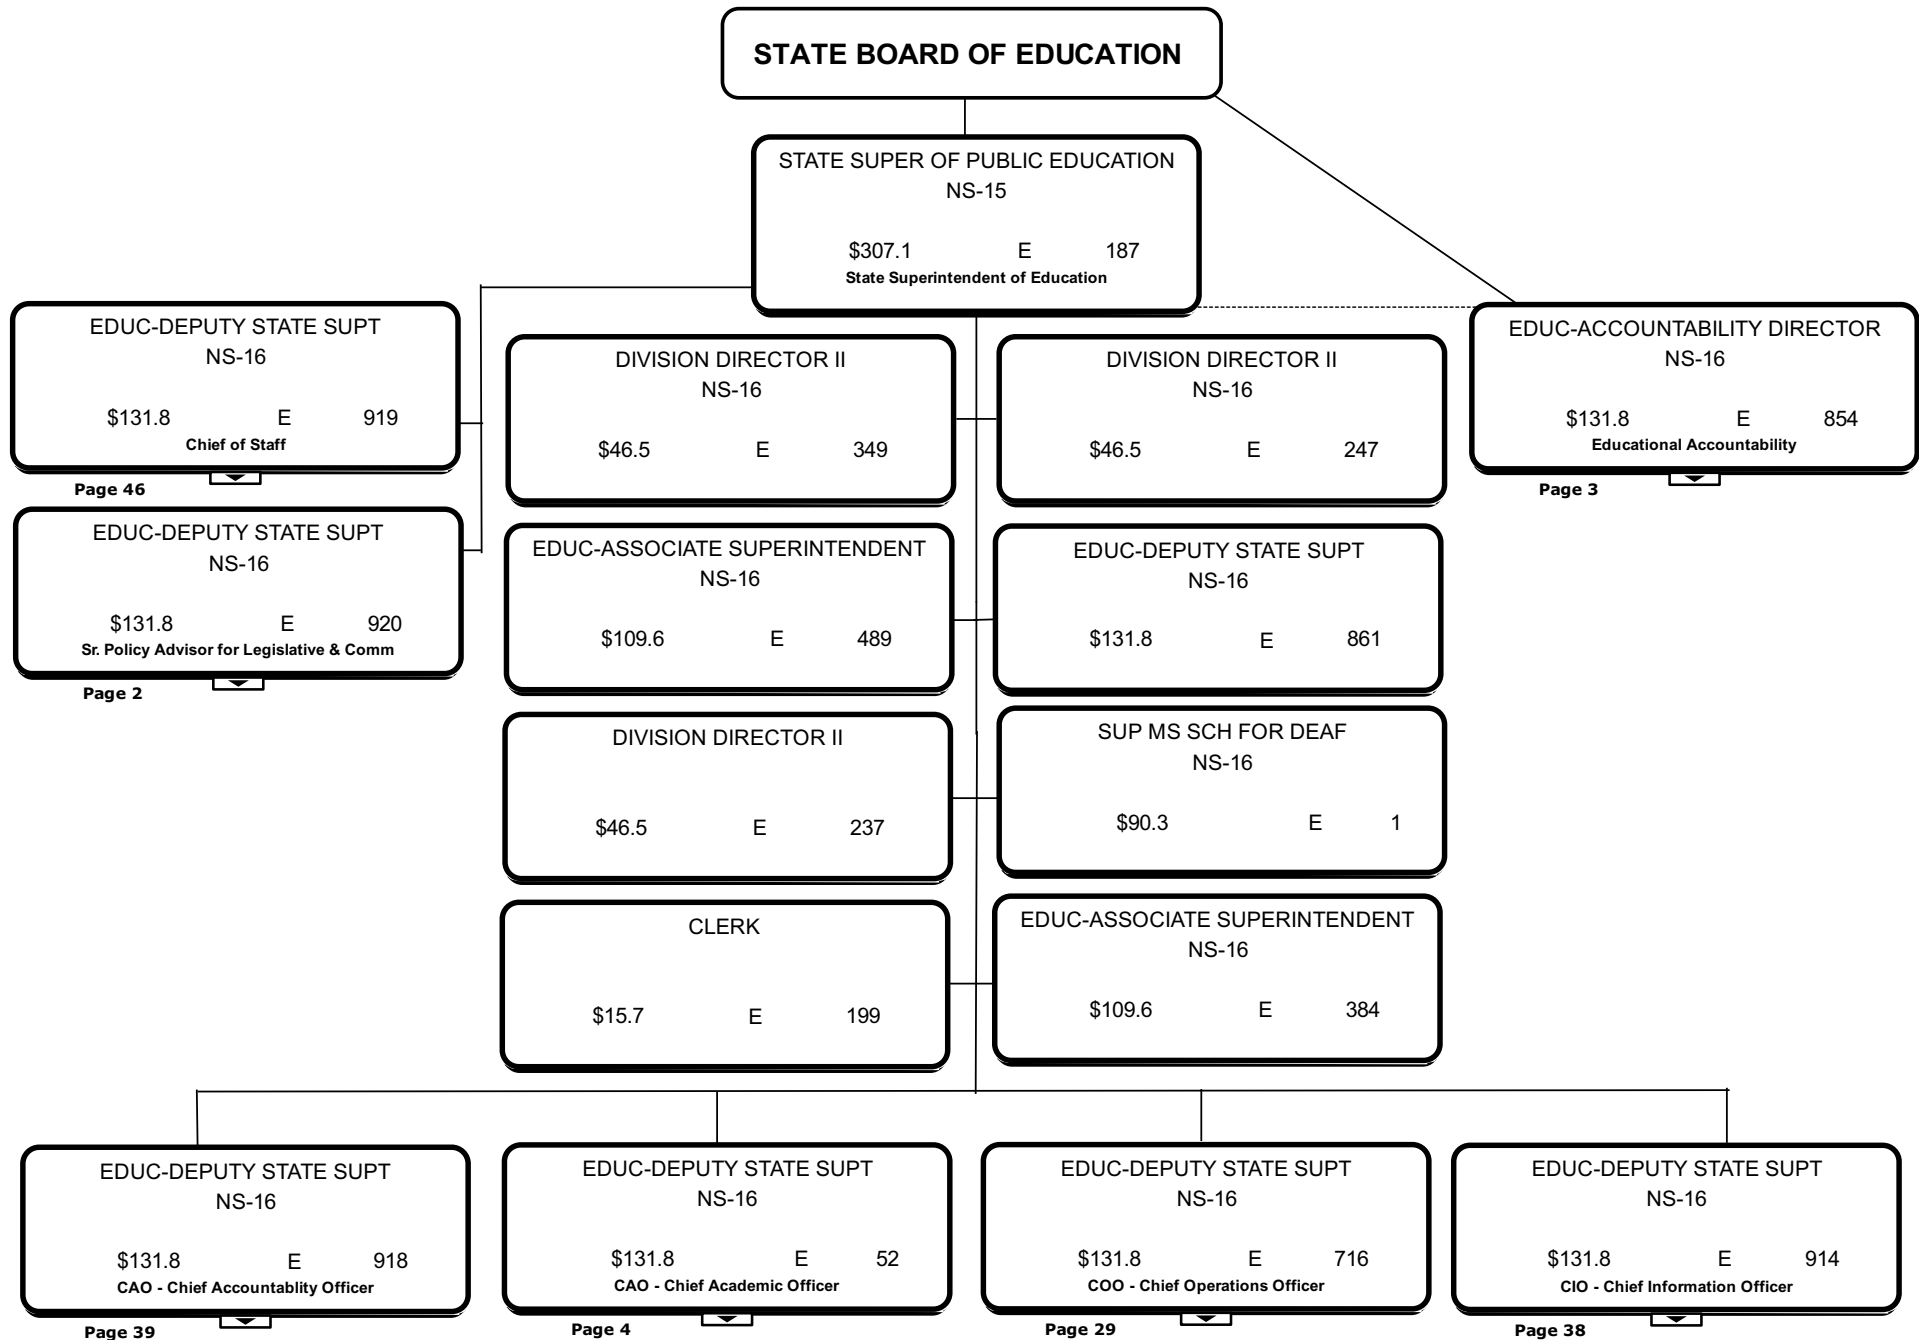 STATE BOARD OF EDUCATION
STATE SUPER OF PUBLIC EDUCATION
NS-15
$307.1 E 187
State Superintendent of Education
EDUC-DEPUTY STATE SUPT
NS-16
$131.8 E 919
Chief of Staff
Page 46
EDUC-DEPUTY STATE SUPT
NS-16
$131.8 E 920
Sr. Policy Advisor for Legislative & Comm
Page 2
DIVISION DIRECTOR II
NS-16
$46.5 E 349
DIVISION DIRECTOR II
NS-16
$46.5 E 247
EDUC-ACCOUNTABILITY DIRECTOR
NS-16
$131.8 E 854
Educational Accountability
Page 3
EDUC-ASSOCIATE SUPERINTENDENT
NS-16
$109.6 E 489
EDUC-DEPUTY STATE SUPT
NS-16
$131.8 E 861
DIVISION DIRECTOR II
$46.5 E 237
SUP MS SCH FOR DEAF
NS-16
$90.3 E 1
CLERK
$15.7 E 199
EDUC-ASSOCIATE SUPERINTENDENT
NS-16
$109.6 E 384
EDUC-DEPUTY STATE SUPT
NS-16
$131.8 E 918
CAO - Chief Accountablity Officer
Page 39
EDUC-DEPUTY STATE SUPT
NS-16
$131.8 E 52
CAO - Chief Academic Officer
Page 4
EDUC-DEPUTY STATE SUPT
NS-16
$131.8 E 716
COO - Chief Operations Officer
Page 29
EDUC-DEPUTY STATE SUPT
NS-16
$131.8 E 914
CIO - Chief Information Officer
Page 38